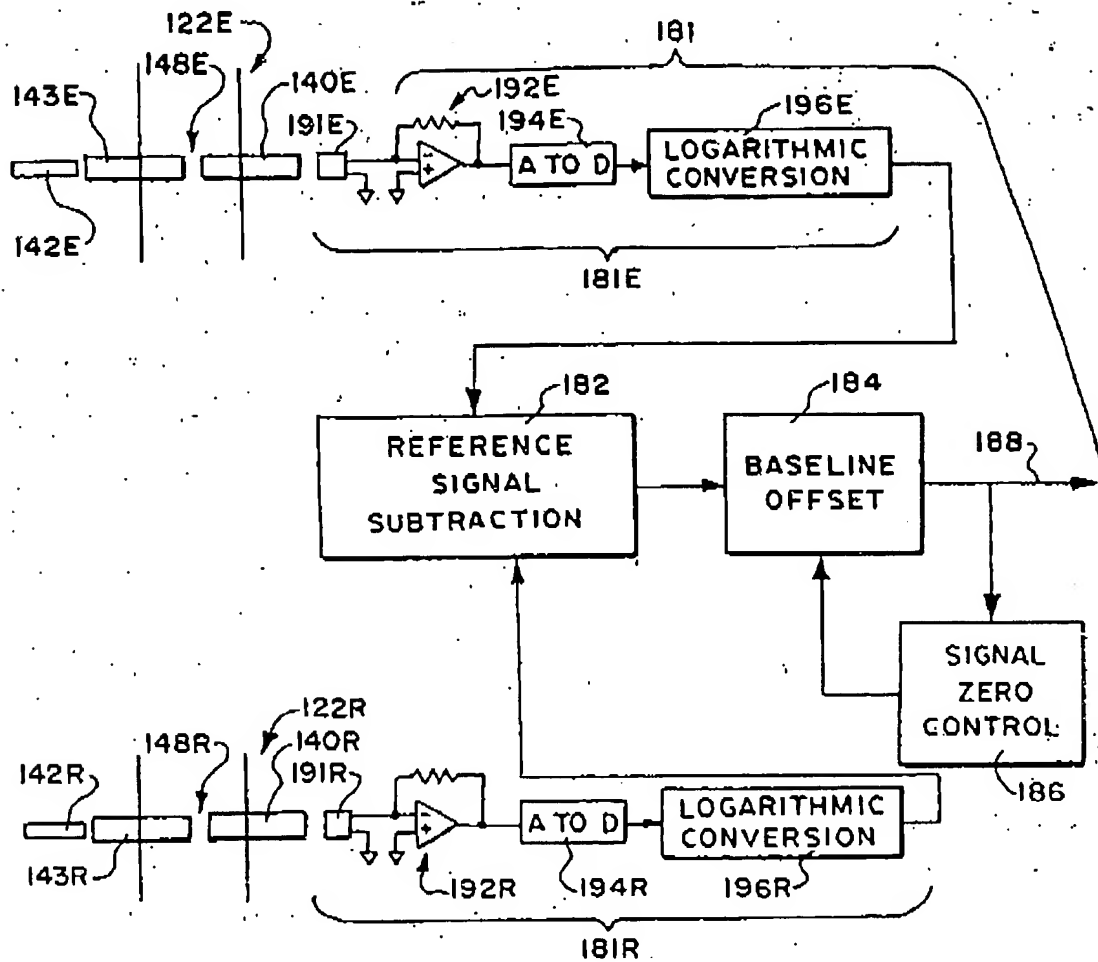 181
122E
148E
140E
192E
196E
143E
191E
194E
A TO D
LOGARITHMIC
CONVERSION
142E
181E
182
184
REFERENCE
SIGNAL
SUBTRACTION
BASELINE
OFFSET
188
SIGNAL
ZERO
CONTROL
186
122R
148R
140R
142R
191R
A TO D
LOGARITHMIC
CONVERSION
143R
192R
194R
196R
181R